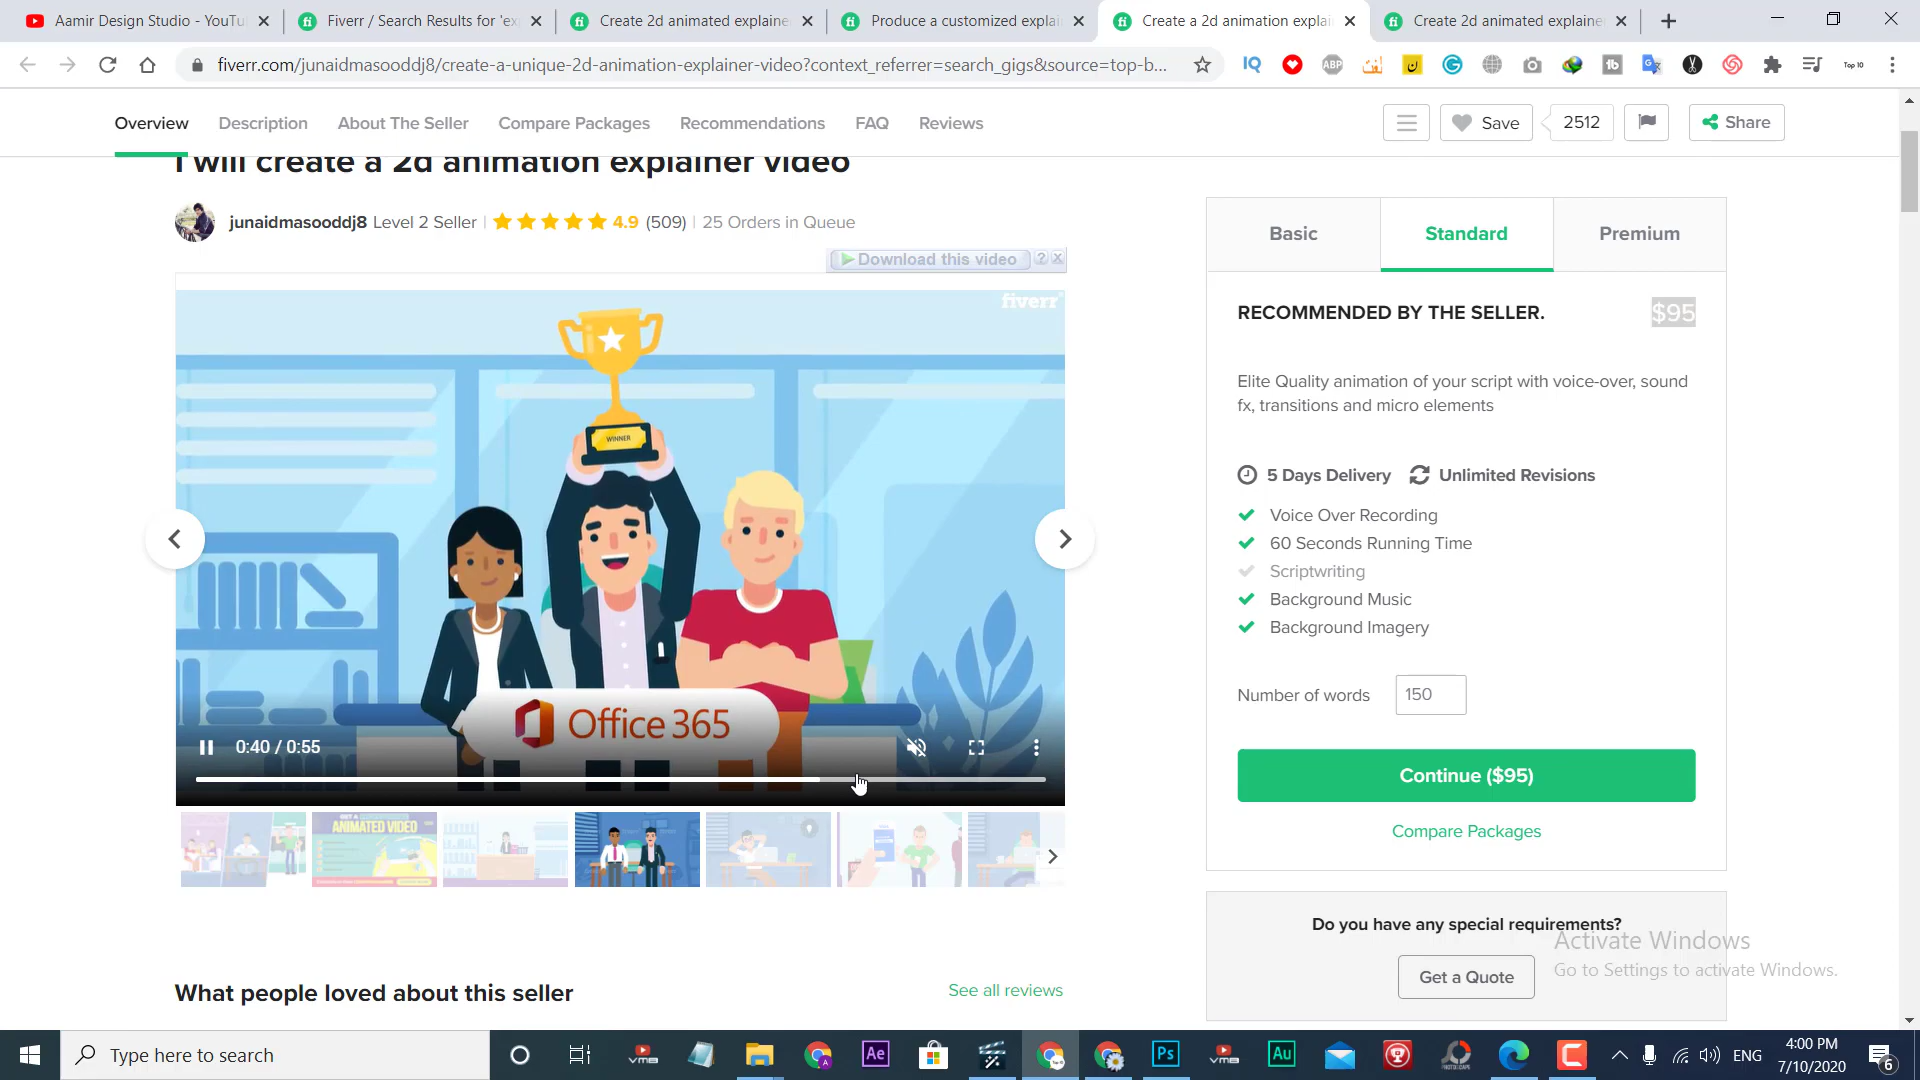 Aamir Design Studio - YouTu
Fiverr / Search Results for 'ex
Create 2d animated explaine
Produce a customized explai
Create a 2d animation explai
Create 2d animated explaine
fiverr.com/junaidmasooddj8/create-a-unique-2d-animation-explainer-video?context_referrer=search_gigs&source=top-b...
IQ
ABP
Top 10
Overview
Description
About The Seller
Compare Packages
Recommendations
FAQ
Reviews
Save
2512
Share
I will create a 2d animation explainer video
junaidmasooddj8 Level 2 Seller
4.9 (509)
25 Orders in Queue
Download this video
fiverr
WINNER
Office 365
0:40 / 0:55
ANIMATED VIDEO
What people loved about this seller
See all reviews
Basic
Standard
Premium
RECOMMENDED BY THE SELLER.
$95
Elite Quality animation of your script with voice-over, sound
fx, transitions and micro elements
5 Days Delivery
Unlimited Revisions
Voice Over Recording
60 Seconds Running Time
Scriptwriting
Background Music
Background Imagery
Number of words
150
Continue ($95)
Compare Packages
Do you have any special requirements?
Get a Quote
Activate Windows
Go to Settings to activate Windows.
Type here to search
Ae
Ps
Au
ENG
4:00 PM
7/10/2020
6